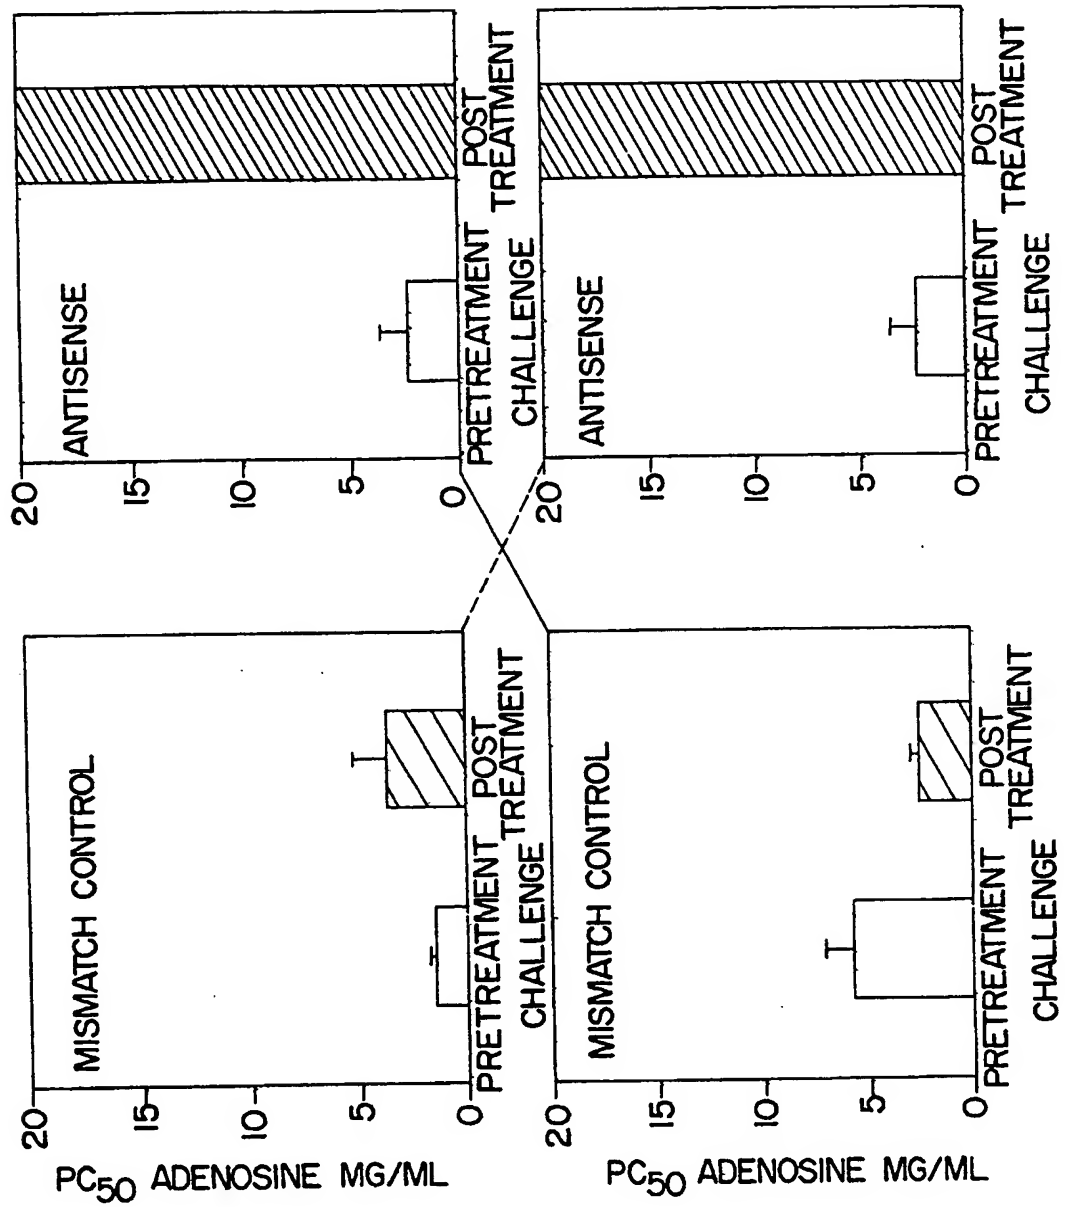 PC50 ADENOSINE MG/ML
20
15
10
5
0
MISMATCH CONTROL
PRETREATMENT
POST
TREATMENT
CHALLENGE
20
15
10
5
0
ANTISENSE
PRETREATMENT
POST
TREATMENT
CHALLENGE
PC50 ADENOSINE MG/ML
20
15
10
5
0
MISMATCH CONTROL
PRETREATMENT
POST
TREATMENT
CHALLENGE
20
15
10
5
0
ANTISENSE
PRETREATMENT
POST
TREATMENT
CHALLENGE